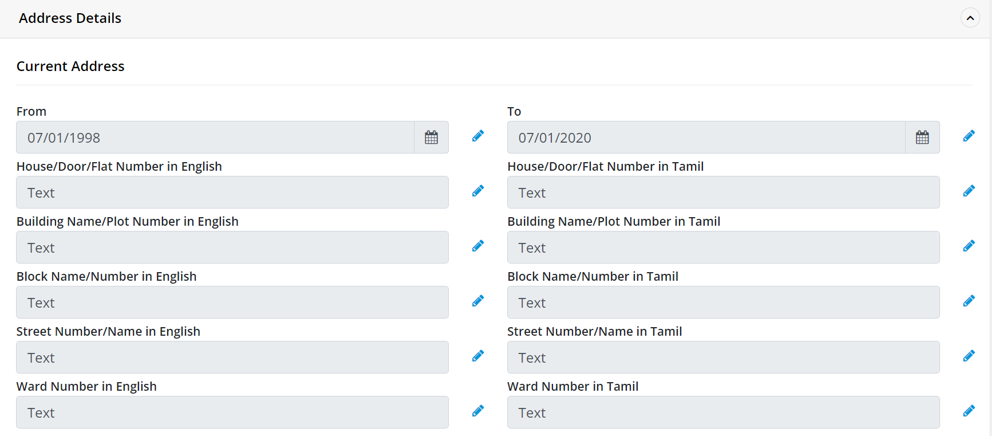 Address Details
Current Address
From To
07/01/1998 07/01/2020
House/Door/Flat Number in English House/Door/Flat Number in Tamil
Text Text
Building Name/Plot Number in English Building Name/Plot Number in Tamil
Text Text
Block Name/Number in English Block Name/Number in Tamil
Text Text
Street Number/Name in English Street Number/Name in Tamil
Text Text
Ward Number in English Ward Number in Tamil
Text Text